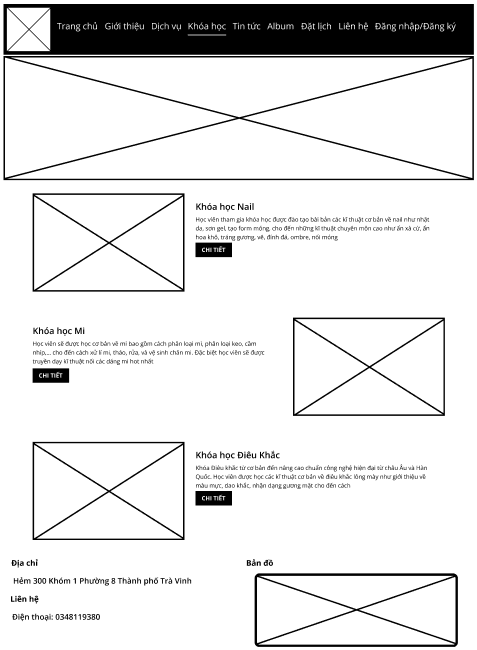 Trang chủ Giới thiệu Dịch vụ Khóa học Tin tức Album Đặt lịch Liên hệ Đăng nhập/Đăng ký
Khóa học Nail
Học viên tham gia khóa học được đào tạo bài bản các kĩ thuật cơ bản về nail như nhặt
da, sơn gel, tạo form móng, cho đến những kĩ thuật chuyên môn cao như ẩn xà cừ, ẩn
hoa khô, tráng gương, vẽ, đính đá, ombre, nối móng
CHI TIẾT
Khóa học Mi
Học viên sẽ được học cơ bản về mi bao gồm cách phân loại mi, phân loại keo, cầm
nhíp,... cho đến cách xử lí mi, tháo, rửa, và vệ sinh chân mi. Đặc biệt học viên sẽ được
truyền dạy kĩ thuật nối các dáng mi hot nhất
CHI TIẾT
Khóa học Điêu Khắc
Khóa Điêu khắc từ cơ bản đến nâng cao chuẩn công nghệ hiện đại từ châu Âu và Hàn
Quốc. Học viên được học các kĩ thuật cơ bản về điêu khắc lông mày như giới thiệu về
màu mực, dao khắc, nhận dạng gương mặt cho đến cách
CHI TIẾT
Địa chỉ
Hẻm 300 Khóm 1 Phường 8 Thành phố Trà Vinh
Liên hệ
Điện thoại: 0348119380
Bản đồ